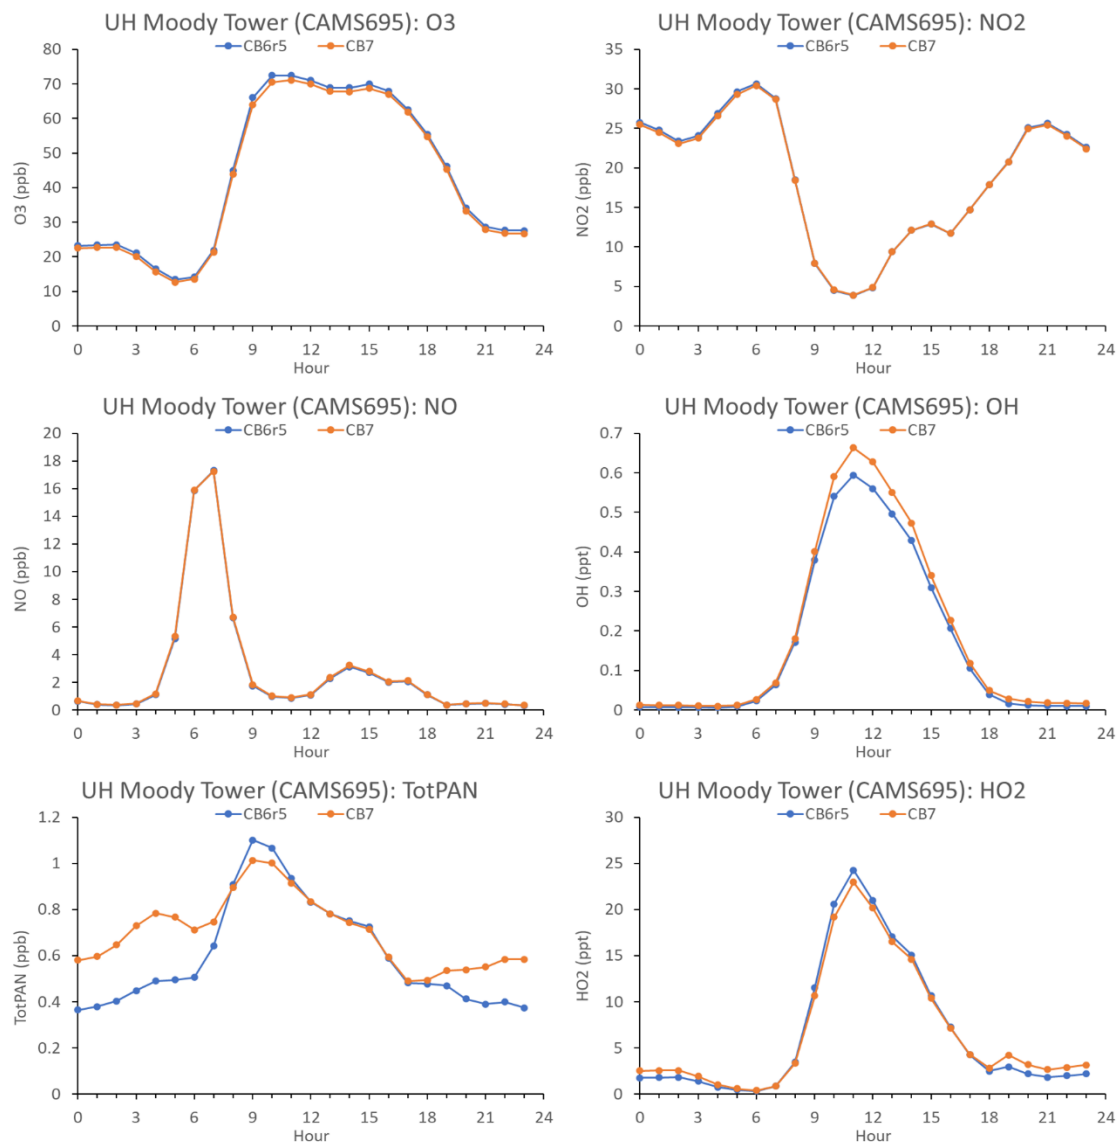 UH Moody Tower (CAMS695): O3
CB6r5 CB7
O3 (ppb)
80
70
60
50
40
30
20
10
0
0 3 6 9 12 15 18 21 24
Hour
UH Moody Tower (CAMS695): NO2
CB6r5 CB7
NO2 (ppb)
35
30
25
20
15
10
5
0
0 3 6 9 12 15 18 21 24
Hour
UH Moody Tower (CAMS695): NO
CB6r5 CB7
NO (ppb)
20
18
16
14
12
10
8
6
4
2
0
0 3 6 9 12 15 18 21 24
Hour
UH Moody Tower (CAMS695): OH
CB6r5 CB7
OH (ppt)
0.7
0.6
0.5
0.4
0.3
0.2
0.1
0
0 3 6 9 12 15 18 21 24
Hour
UH Moody Tower (CAMS695): TotPAN
CB6r5 CB7
TotPAN (ppb)
1.2
1
0.8
0.6
0.4
0.2
0
0 3 6 9 12 15 18 21 24
Hour
UH Moody Tower (CAMS695): HO2
CB6r5 CB7
HO2 (ppt)
30
25
20
15
10
5
0
0 3 6 9 12 15 18 21 24
Hour